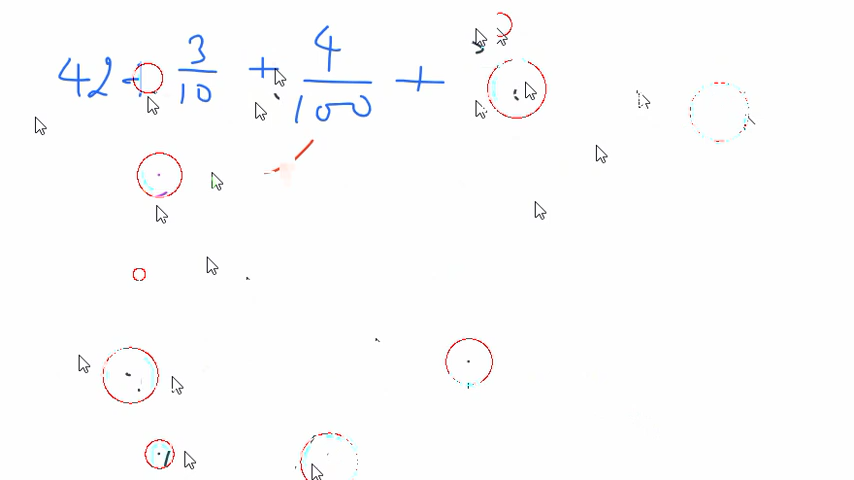 42 + 3/10 + 4/100 +